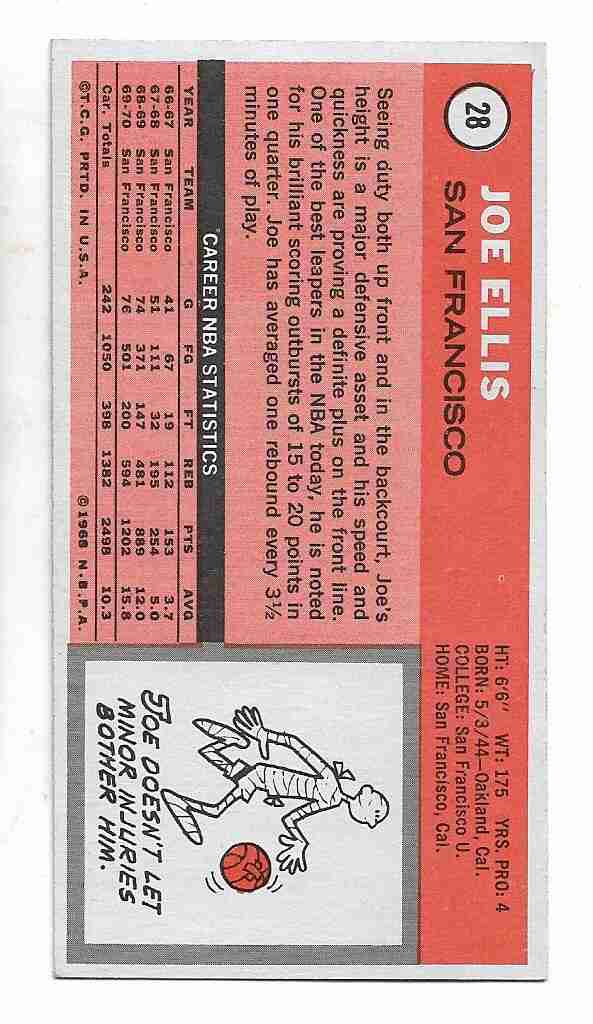 28
JOE ELLIS
SAN FRANCISCO
HT: 6'6" WT: 175 YRS. PRO: 4
BORN: 5/3/44—Oakland, Cal.
COLLEGE: San Francisco U.
HOME: San Francisco, Cal.
Seeing duty both up front and in the backcourt, Joe's
height is a major defensive asset and his speed and
quickness are proving a definite plus on the front line.
One of the best leapers in the NBA today, he is noted
for his brilliant scoring outbursts of 15 to 20 points in
one quarter. Joe has averaged one rebound every 3½
minutes of play.
CAREER NBA STATISTICS
YEAR TEAM G FG FT REB PTS AVG
66-67 San Francisco 41 67 19 112 153 3.7
67-68 San Francisco 51 111 32 195 254 5.0
68-69 San Francisco 74 371 147 481 889 12.0
69-70 San Francisco 76 501 200 594 1202 15.8
Car. Totals 242 1050 398 1382 2498 10.3
©T.C.G. PRTD. IN U.S.A. © 1968 N.B.P.A.
JOE DOESN'T LET
MINOR INJURIES
BOTHER HIM.